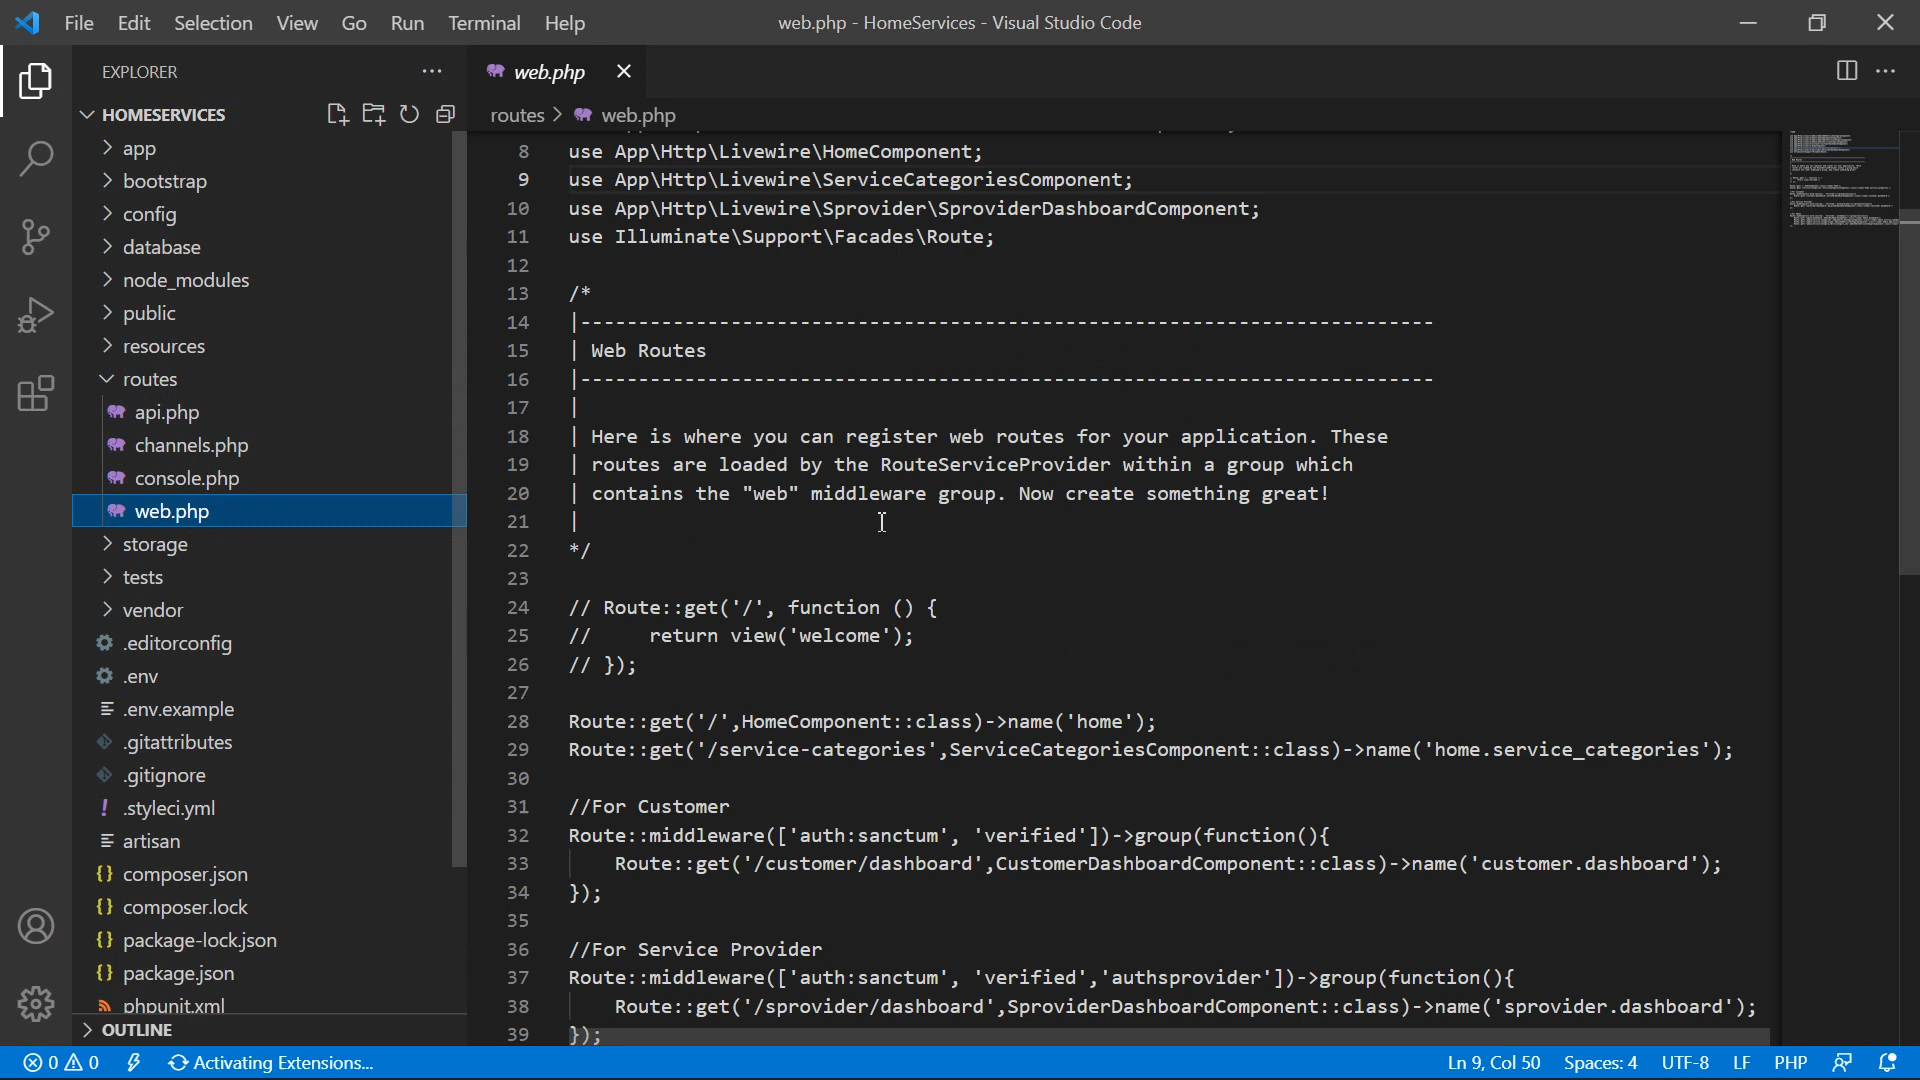 File Edit Selection View Go Run Terminal Help
web.php - HomeServices - Visual Studio Code
EXPLORER
HOMESERVICES
app
bootstrap
config
database
node_modules
public
resources
routes
api.php
channels.php
console.php
web.php
storage
tests
vendor
.editorconfig
.env
.env.example
.gitattributes
.gitignore
.styleci.yml
artisan
composer.json
composer.lock
package-lock.json
package.json
phpunit.xml
OUTLINE
web.php
routes > web.php
8 use App\Http\Livewire\HomeComponent;
9 use App\Http\Livewire\ServiceCategoriesComponent;
10 use App\Http\Livewire\Sprovider\SproviderDashboardComponent;
11 use Illuminate\Support\Facades\Route;
12
13 /*
14 |--------------------------------------------------------------------------
15 | Web Routes
16 |--------------------------------------------------------------------------
17 |
18 | Here is where you can register web routes for your application. These
19 | routes are loaded by the RouteServiceProvider within a group which
20 | contains the "web" middleware group. Now create something great!
21 |
22 */
23
24 // Route::get('/', function () {
25 //     return view('welcome');
26 // });
27
28 Route::get('/',HomeComponent::class)->name('home');
29 Route::get('/service-categories',ServiceCategoriesComponent::class)->name('home.service_categories');
30
31 //For Customer
32 Route::middleware(['auth:sanctum', 'verified'])->group(function(){
33     Route::get('/customer/dashboard',CustomerDashboardComponent::class)->name('customer.dashboard');
34 });
35
36 //For Service Provider
37 Route::middleware(['auth:sanctum', 'verified','authsprovider'])->group(function(){
38     Route::get('/sprovider/dashboard',SproviderDashboardComponent::class)->name('sprovider.dashboard');
39 });
0 0 Activating Extensions... Ln 9, Col 50 Spaces: 4 UTF-8 LF PHP